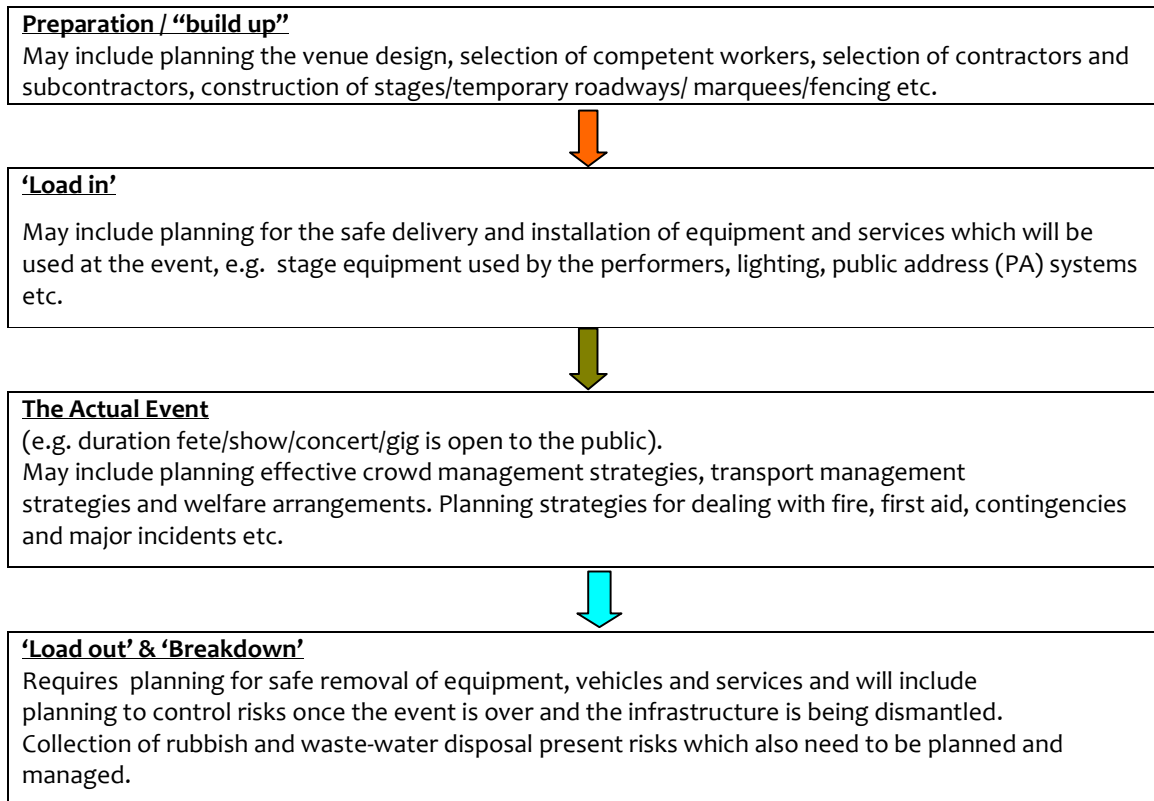 Preparation / “build up”
May include planning the venue design, selection of competent workers, selection of contractors and
subcontractors, construction of stages/temporary roadways/ marquees/fencing etc.
‘Load in’
May include planning for the safe delivery and installation of equipment and services which will be
used at the event, e.g.  stage equipment used by the performers, lighting, public address (PA) systems
etc.
The Actual Event
(e.g. duration fete/show/concert/gig is open to the public).
May include planning effective crowd management strategies, transport management
strategies and welfare arrangements. Planning strategies for dealing with fire, first aid, contingencies
and major incidents etc.
‘Load out’ & ‘Breakdown’
Requires  planning for safe removal of equipment, vehicles and services and will include
planning to control risks once the event is over and the infrastructure is being dismantled.
Collection of rubbish and waste-water disposal present risks which also need to be planned and
managed.